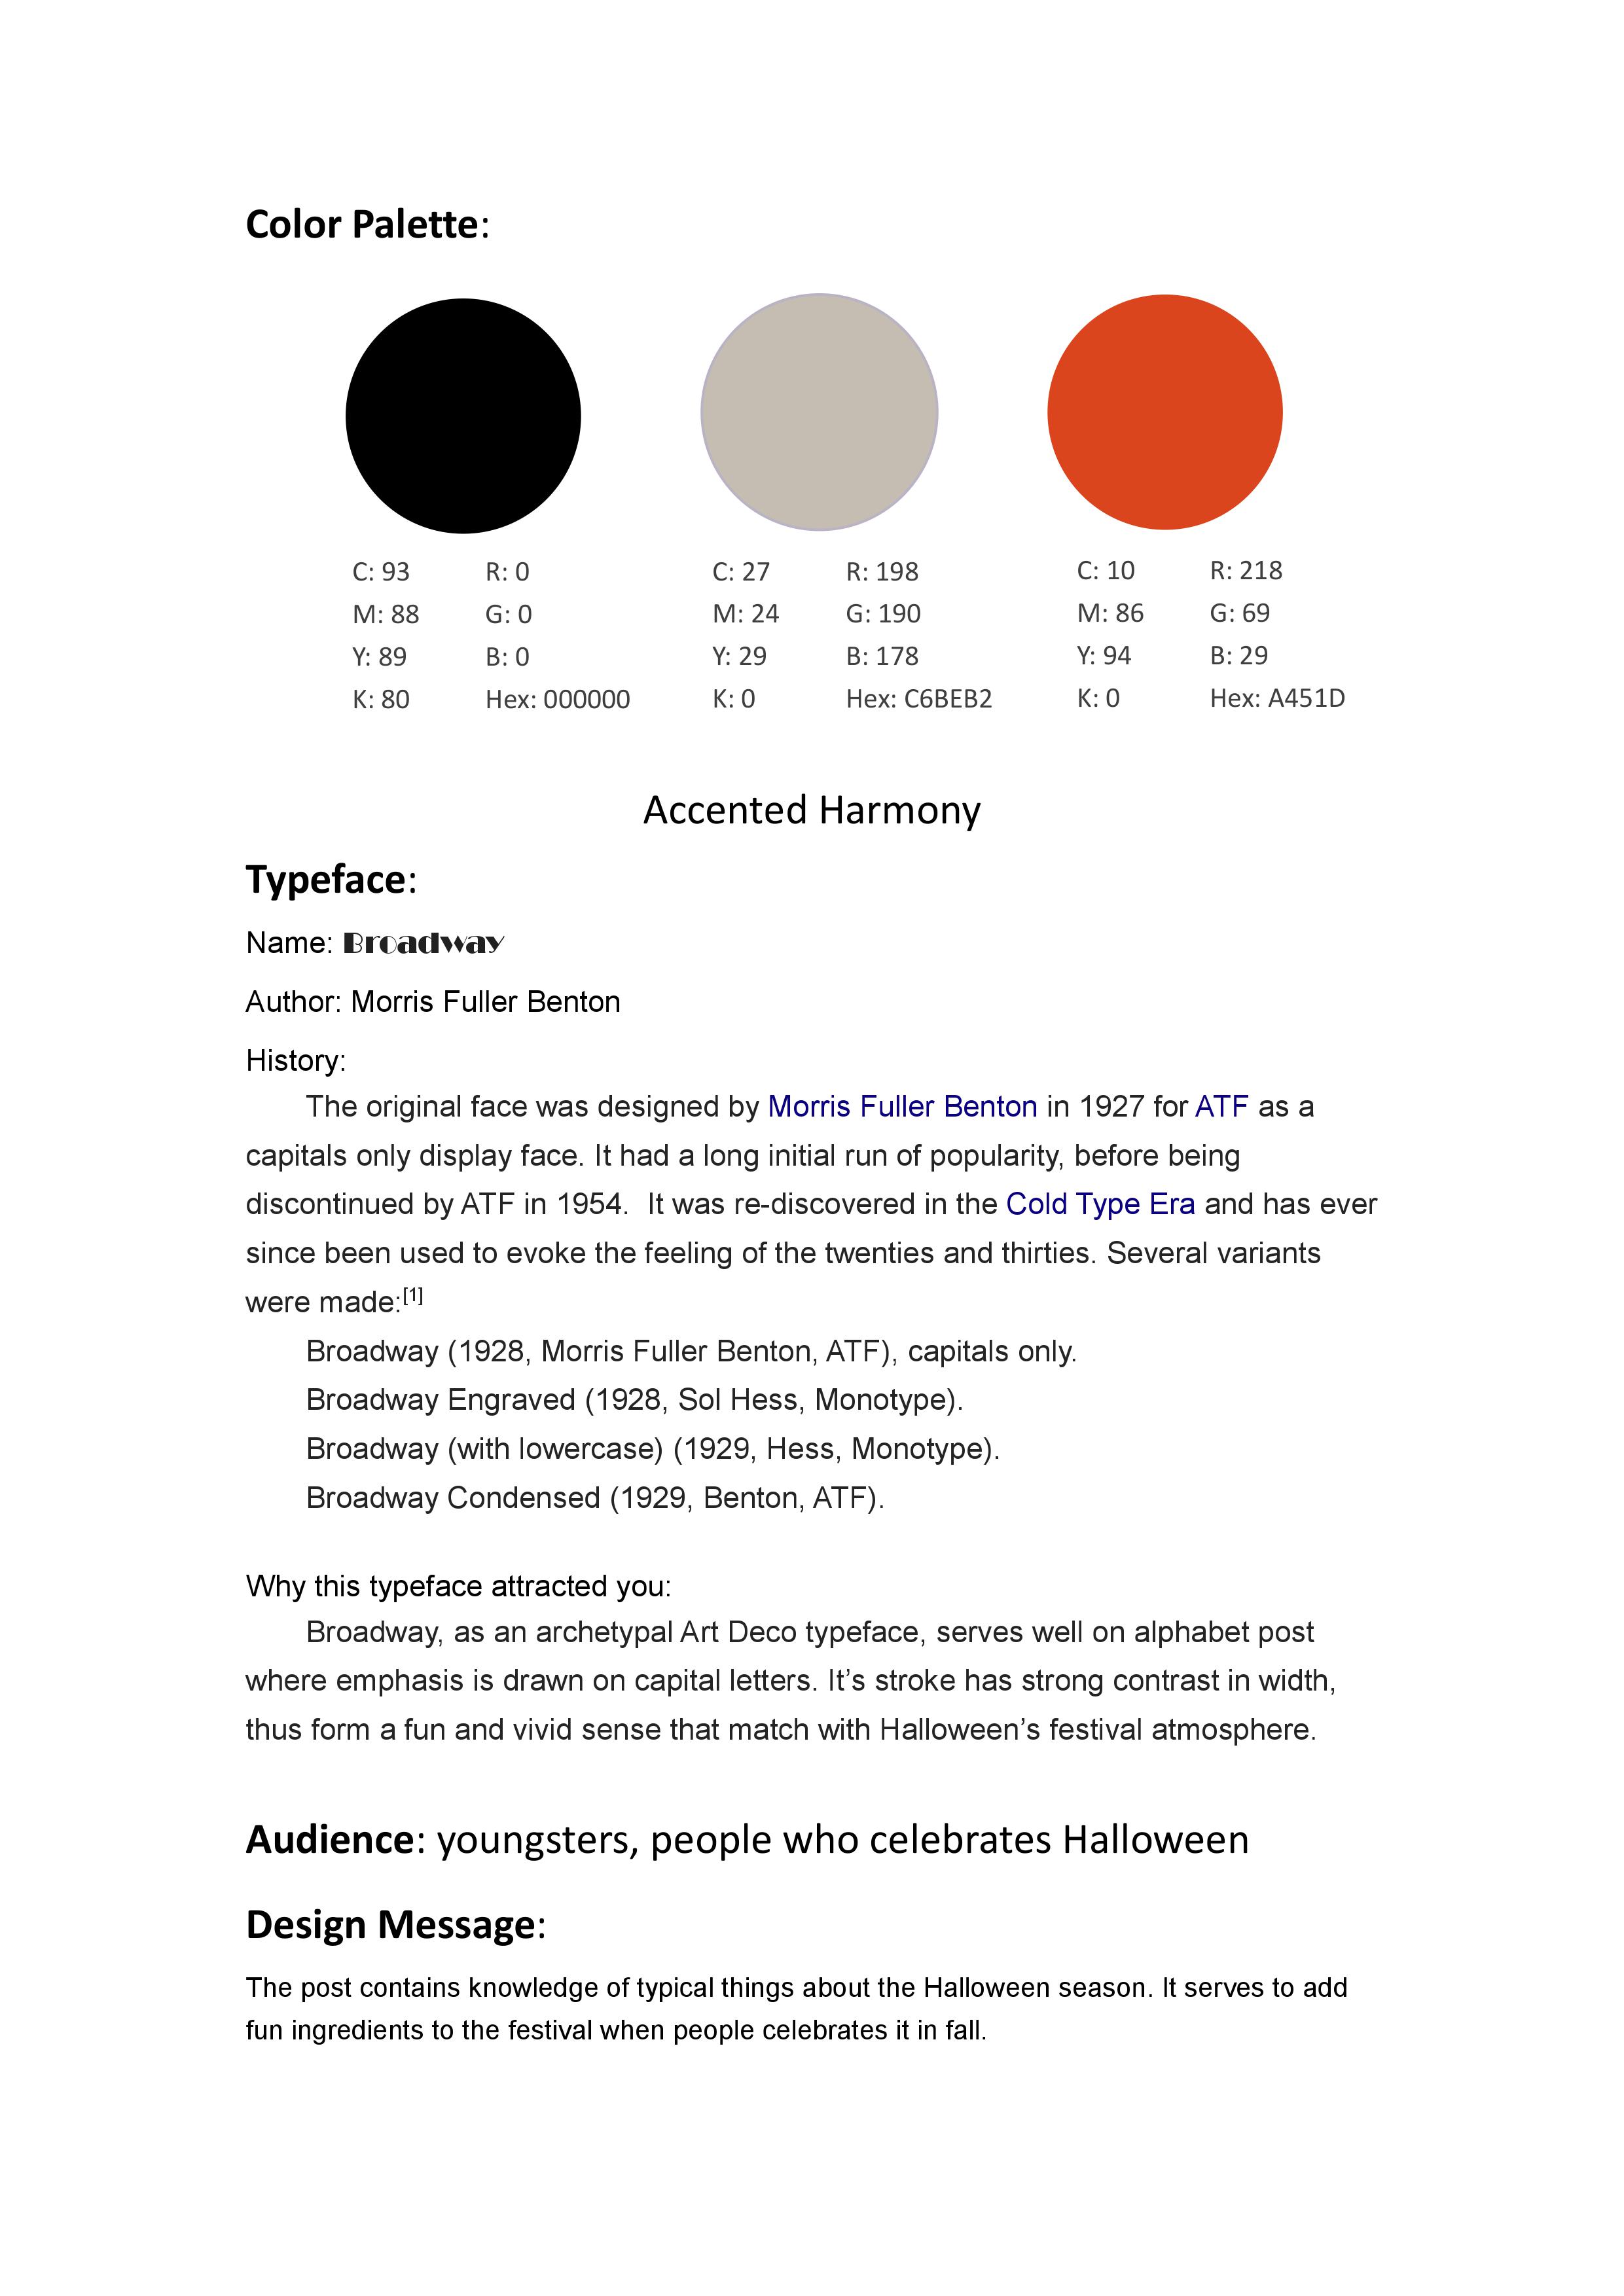 Color Palette:
C: 93 R: 0 C: 27 R: 198 C: 10 R: 218
M: 88 G: 0 M: 24 G: 190 M: 86 G: 69
Y: 89 B: 0 Y: 29 B: 178 Y: 94 B: 29
K: 80 Hex: 000000 K: 0 Hex: C6BEB2 K: 0 Hex: A451D
Accented Harmony
Typeface:
Name: Broadway
Author: Morris Fuller Benton
History:
The original face was designed by Morris Fuller Benton in 1927 for ATF as a
capitals only display face. It had a long initial run of popularity, before being
discontinued by ATF in 1954.  It was re-discovered in the Cold Type Era and has ever
since been used to evoke the feeling of the twenties and thirties. Several variants
were made:[1]
Broadway (1928, Morris Fuller Benton, ATF), capitals only.
Broadway Engraved (1928, Sol Hess, Monotype).
Broadway (with lowercase) (1929, Hess, Monotype).
Broadway Condensed (1929, Benton, ATF).
Why this typeface attracted you:
Broadway, as an archetypal Art Deco typeface, serves well on alphabet post
where emphasis is drawn on capital letters. It’s stroke has strong contrast in width,
thus form a fun and vivid sense that match with Halloween’s festival atmosphere.
Audience: youngsters, people who celebrates Halloween
Design Message:
The post contains knowledge of typical things about the Halloween season. It serves to add
fun ingredients to the festival when people celebrates it in fall.